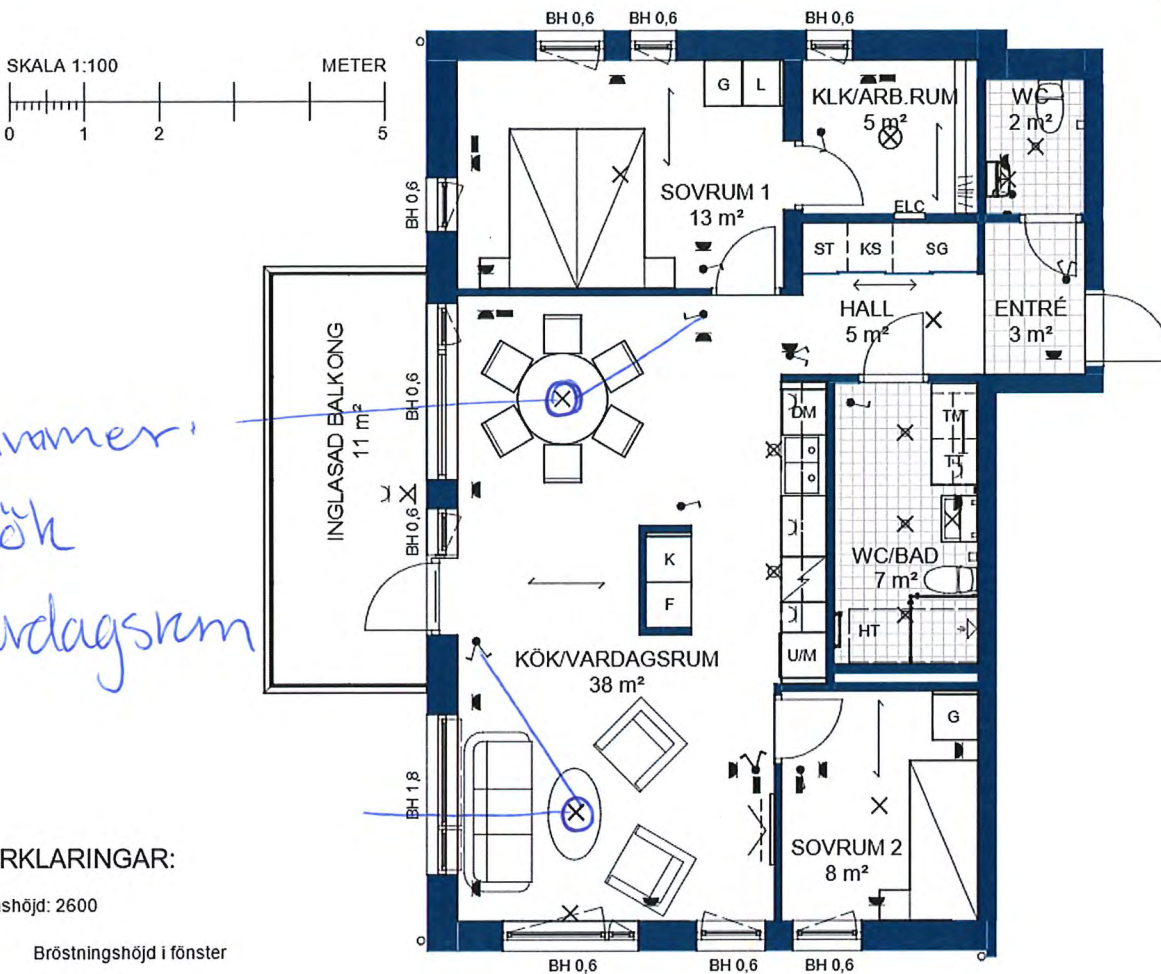 BH 0,6 BH 0,6 BH 0,6
SKALA 1:100 METER
0 1 2 5
G L
KLK/ARB.RUM
5 m²
WC
2 m²
BH 0,6
SOVRUM 1
13 m²
ELC
ST KS SG
HALL
5 m²
ENTRÉ
3 m²
INGLASAD BALKONG
11 m²
BH 0,6
DM
TM
TT
BH 0,6
ök
K
F
WC/BAD
7 m²
HT
U/M
rdagsrum
KÖK/VARDAGSRUM
38 m²
G
BH 1,8
SOVRUM 2
8 m²
RKLARINGAR:
shöjd: 2600
Bröstningshöjd i fönster
BH 0,6 BH 0,6 BH 0,6